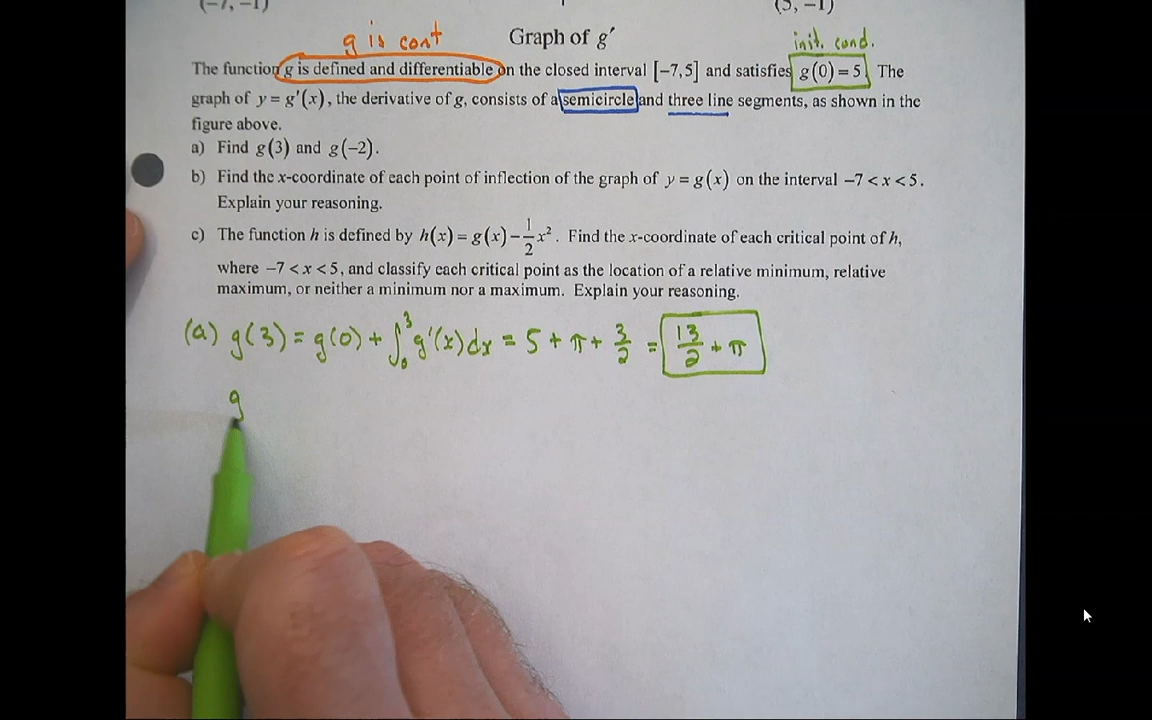 (-7, -1) (5, -1)
g is cont Graph of g′ init. cond.
The function g is defined and differentiable on the closed interval [-7,5] and satisfies g(0) = 5. The
graph of y = g′(x), the derivative of g, consists of a semicircle and three line segments, as shown in the
figure above.
a) Find g(3) and g(-2).
b) Find the x-coordinate of each point of inflection of the graph of y = g(x) on the interval -7 < x < 5.
Explain your reasoning.
c) The function h is defined by h(x) = g(x) - 1/2 x². Find the x-coordinate of each critical point of h,
where -7 < x < 5, and classify each critical point as the location of a relative minimum, relative
maximum, or neither a minimum nor a maximum. Explain your reasoning.
(a) g(3) = g(0) + ∫₀³ g′(x)dx = 5 + π + 3/2 = 13/2 + π
g